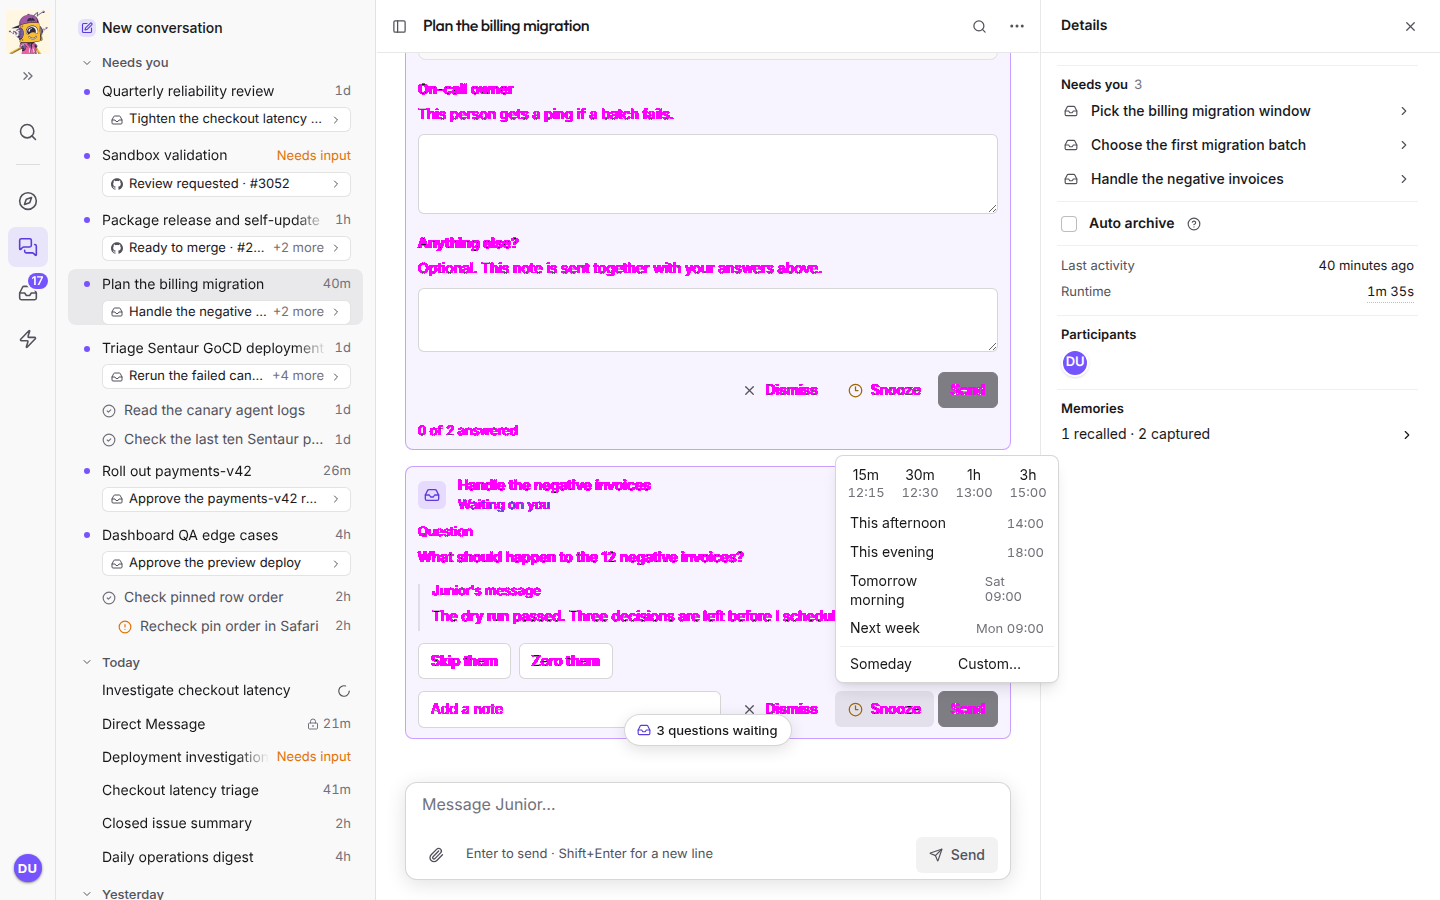 New conversation
Needs you
Quarterly reliability review 1d
Tighten the checkout latency ...
Sandbox validation Needs input
Review requested · #3052
Package release and self-update 1h
Ready to merge · #2... +2 more
17
Plan the billing migration 40m
Handle the negative ... +2 more
Triage Sentaur GoCD deployment 1d
Rerun the failed can... +4 more
Read the canary agent logs 1d
Check the last ten Sentaur p... 1d
Roll out payments-v42 26m
Approve the payments-v42 r...
Dashboard QA edge cases 4h
Approve the preview deploy
Check pinned row order 2h
Recheck pin order in Safari 2h
Today
Investigate checkout latency
Direct Message 21m
Deployment investigation Needs input
Checkout latency triage 41m
Closed issue summary 2h
Daily operations digest 4h
Yesterday
DU
Plan the billing migration
On-call owner
This person gets a ping if a batch fails.
Anything else?
Optional. This note is sent together with your answers above.
Dismiss Snooze Send
0 of 2 answered
Handle the negative invoices
Waiting on you
Question
What should happen to the 12 negative invoices?
Junior's message
The dry run passed. Three decisions are left before I schedul
Skip them Zero them
Add a note Dismiss Snooze Send
3 questions waiting
15m 30m 1h 3h
12:15 12:30 13:00 15:00
This afternoon 14:00
This evening 18:00
Tomorrow morning Sat 09:00
Next week Mon 09:00
Someday Custom...
Message Junior...
Enter to send · Shift+Enter for a new line
Send
Details
Needs you 3
Pick the billing migration window
Choose the first migration batch
Handle the negative invoices
Auto archive
Last activity 40 minutes ago
Runtime 1m 35s
Participants
DU
Memories
1 recalled · 2 captured